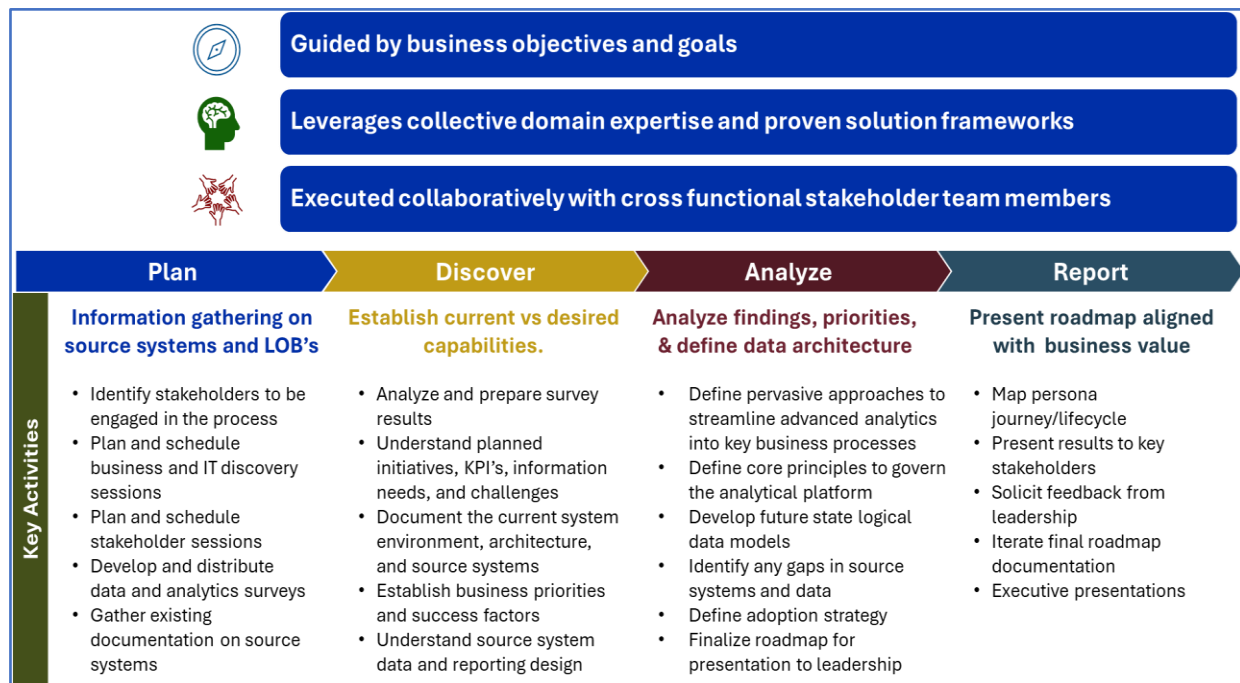 Guided by business objectives and goals
Leverages collective domain expertise and proven solution frameworks
Executed collaboratively with cross functional stakeholder team members
Plan
Discover
Analyze
Report
Key Activities
Information gathering on
source systems and LOB's
• Identify stakeholders to be
engaged in the process
• Plan and schedule
business and IT discovery
sessions
• Plan and schedule
stakeholder sessions
• Develop and distribute
data and analytics surveys
• Gather existing
documentation on source
systems
Establish current vs desired
capabilities.
• Analyze and prepare survey
results
• Understand planned
initiatives, KPI's, information
needs, and challenges
• Document the current system
environment, architecture,
and source systems
• Establish business priorities
and success factors
• Understand source system
data and reporting design
Analyze findings, priorities,
& define data architecture
• Define pervasive approaches to
streamline advanced analytics
into key business processes
• Define core principles to govern
the analytical platform
• Develop future state logical
data models
• Identify any gaps in source
systems and data
• Define adoption strategy
• Finalize roadmap for
presentation to leadership
Present roadmap aligned
with business value
• Map persona
journey/lifecycle
• Present results to key
stakeholders
• Solicit feedback from
leadership
• Iterate final roadmap
documentation
• Executive presentations